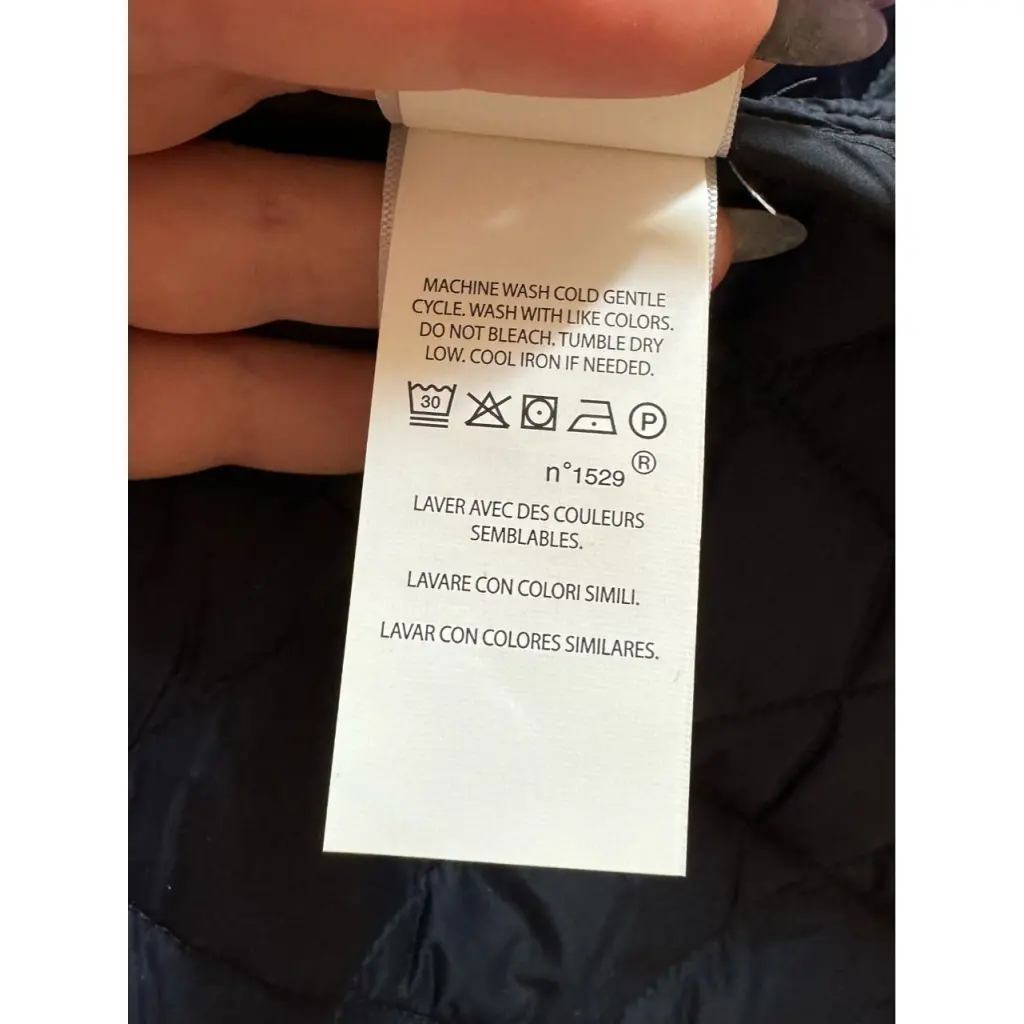 MACHINE WASH COLD GENTLE
CYCLE. WASH WITH LIKE COLORS.
DO NOT BLEACH. TUMBLE DRY
LOW. COOL IRON IF NEEDED.
30 P
n°1529 ®
LAVER AVEC DES COULEURS
SEMBLABLES.
LAVARE CON COLORI SIMILI.
LAVAR CON COLORES SIMILARES.